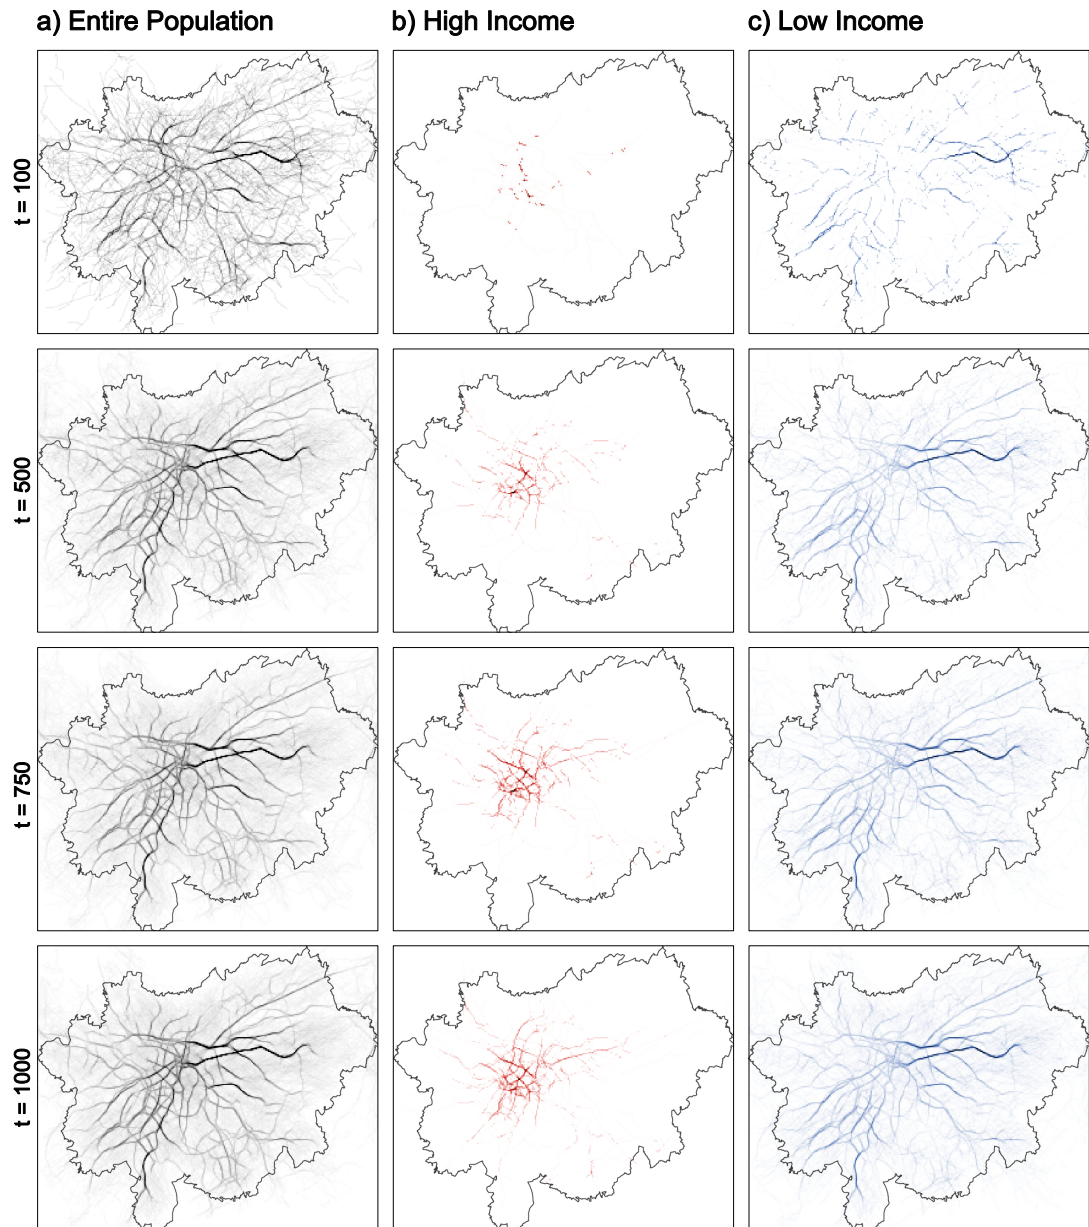 a) Entire Population
b) High Income
c) Low Income
t = 100
t = 500
t = 750
t = 1000